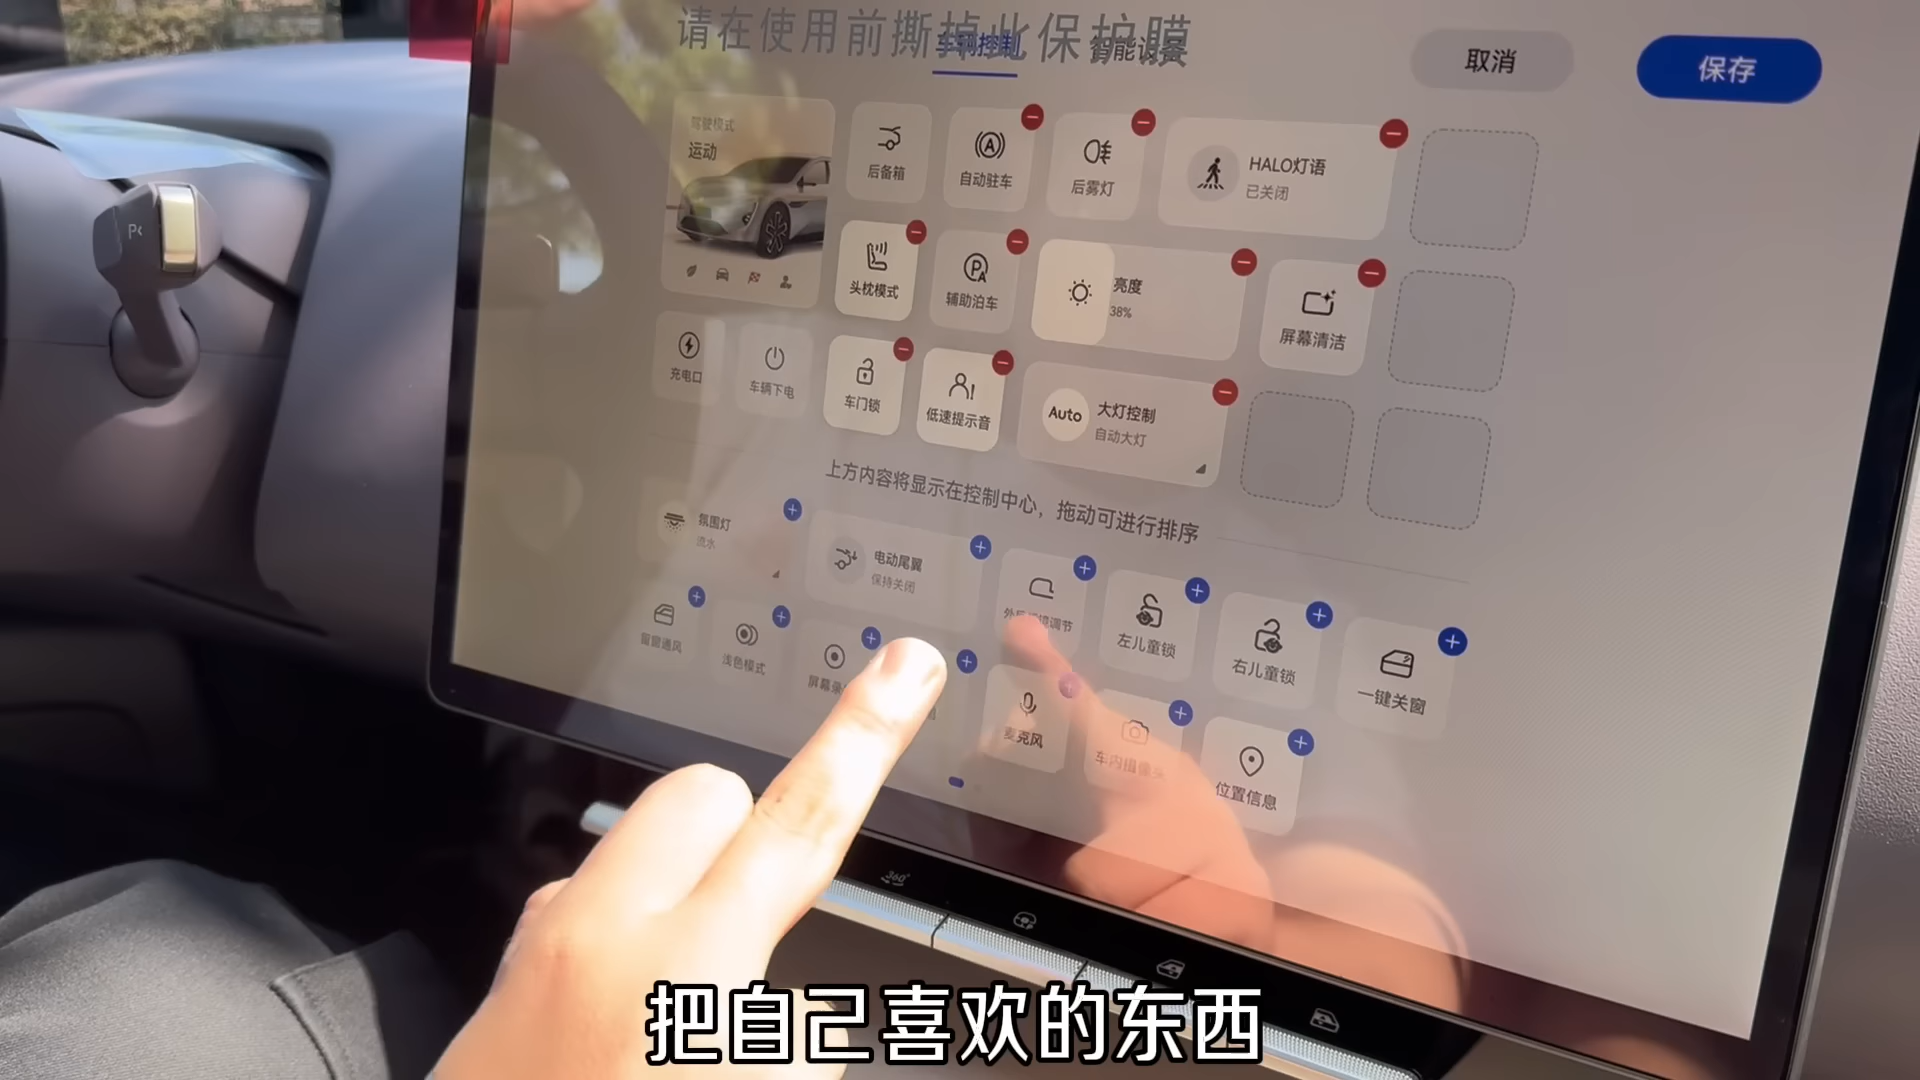 请在使用前撕掉此保护膜
车辆控制
取消
保存
驾驶模式
运动
后备箱
自动驻车
后雾灯
HALO灯语
已关闭
头枕模式
辅助泊车
亮度
38%
屏幕清洁
充电口
车辆下电
车门锁
低速提示音
Auto
大灯控制
自动大灯
上方内容将显示在控制中心，拖动可进行排序
氛围灯
流水
电动尾翼
保持关闭
左儿童锁
右儿童锁
一键关窗
留窗通风
浅色模式
麦克风
车内摄像头
位置信息
P
360°
把自己喜欢的东西